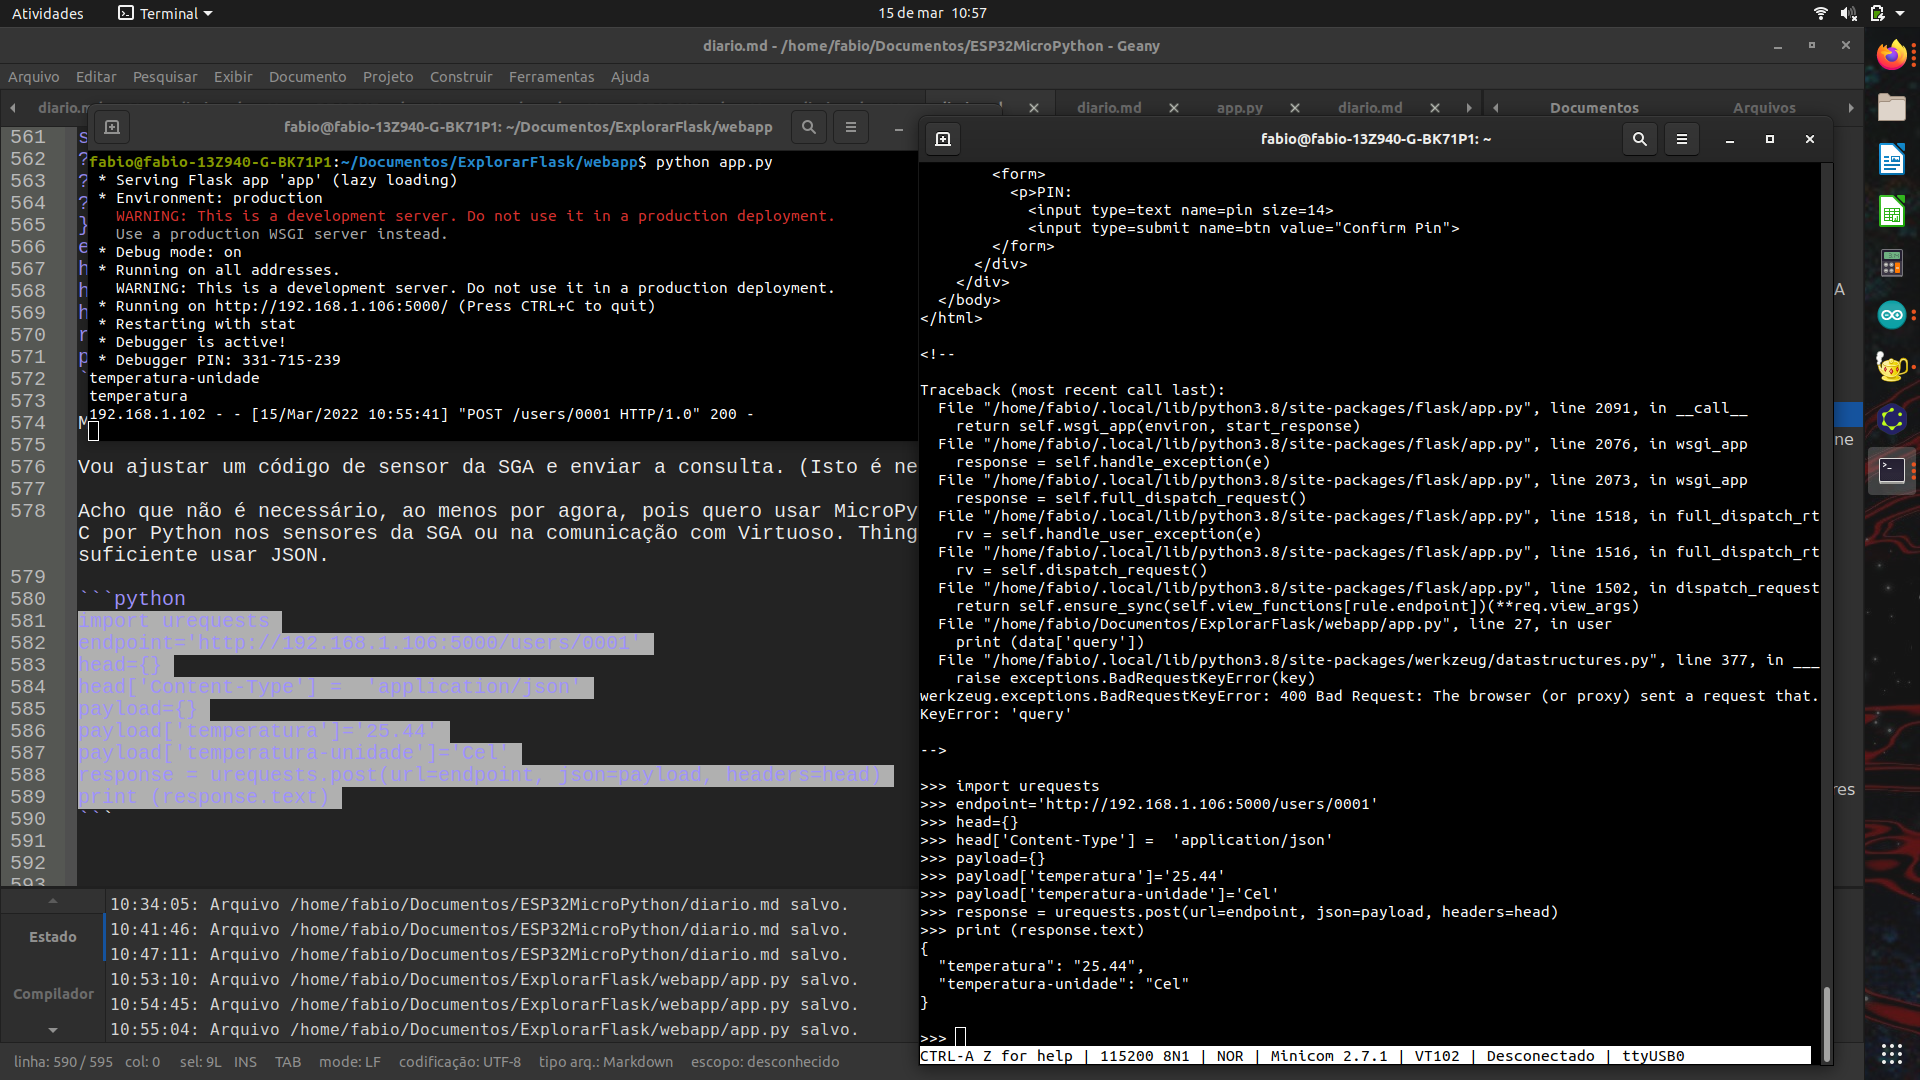 Atividades
Terminal
15 de mar 10:57
diario.md - /home/fabio/Documentos/ESP32MicroPython - Geany
Arquivo Editar Pesquisar Exibir Documento Projeto Construir Ferramentas Ajuda
diario.m
diario.md
app.py
diario.md
Documentos
Arquivos
fabio@fabio-13Z940-G-BK71P1: ~/Documentos/ExplorarFlask/webapp
fabio@fabio-13Z940-G-BK71P1:~/Documentos/ExplorarFlask/webapp$ python app.py
* Serving Flask app 'app' (lazy loading)
* Environment: production
WARNING: This is a development server. Do not use it in a production deployment.
Use a production WSGI server instead.
* Debug mode: on
* Running on all addresses.
WARNING: This is a development server. Do not use it in a production deployment.
* Running on http://192.168.1.106:5000/ (Press CTRL+C to quit)
* Restarting with stat
* Debugger is active!
* Debugger PIN: 331-715-239
temperatura-unidade
temperatura
192.168.1.102 - - [15/Mar/2022 10:55:41] "POST /users/0001 HTTP/1.0" 200 -
561 s
562 ?
563 ?
564 ?
565 }
566 e
567 h
568 h
569 h
570 r
571 p
572 `
573
574 M
575
576 Vou ajustar um código de sensor da SGA e enviar a consulta. (Isto é ne
577
578 Acho que não é necessário, ao menos por agora, pois quero usar MicroPy
C por Python nos sensores da SGA ou na comunicação com Virtuoso. Thing
suficiente usar JSON.
579
580 ```python
581 import urequests
582 endpoint='http://192.168.1.106:5000/users/0001'
583 head={}
584 head['Content-Type'] =  'application/json'
585 payload={}
586 payload['temperatura']='25.44'
587 payload['temperatura-unidade']='Cel'
588 response = urequests.post(url=endpoint, json=payload, headers=head)
589 print (response.text)
590 ```
591
592
593
fabio@fabio-13Z940-G-BK71P1: ~
<form>
<p>PIN:
<input type=text name=pin size=14>
<input type=submit name=btn value="Confirm Pin">
</form>
</div>
</div>
</body>
</html>
<!--
Traceback (most recent call last):
File "/home/fabio/.local/lib/python3.8/site-packages/flask/app.py", line 2091, in __call__
return self.wsgi_app(environ, start_response)
File "/home/fabio/.local/lib/python3.8/site-packages/flask/app.py", line 2076, in wsgi_app
response = self.handle_exception(e)
File "/home/fabio/.local/lib/python3.8/site-packages/flask/app.py", line 2073, in wsgi_app
response = self.full_dispatch_request()
File "/home/fabio/.local/lib/python3.8/site-packages/flask/app.py", line 1518, in full_dispatch_rt
rv = self.handle_user_exception(e)
File "/home/fabio/.local/lib/python3.8/site-packages/flask/app.py", line 1516, in full_dispatch_rt
rv = self.dispatch_request()
File "/home/fabio/.local/lib/python3.8/site-packages/flask/app.py", line 1502, in dispatch_request
return self.ensure_sync(self.view_functions[rule.endpoint])(**req.view_args)
File "/home/fabio/Documentos/ExplorarFlask/webapp/app.py", line 27, in user
print (data['query'])
File "/home/fabio/.local/lib/python3.8/site-packages/werkzeug/datastructures.py", line 377, in ___
raise exceptions.BadRequestKeyError(key)
werkzeug.exceptions.BadRequestKeyError: 400 Bad Request: The browser (or proxy) sent a request that.
KeyError: 'query'
-->
>>> import urequests
>>> endpoint='http://192.168.1.106:5000/users/0001'
>>> head={}
>>> head['Content-Type'] =  'application/json'
>>> payload={}
>>> payload['temperatura']='25.44'
>>> payload['temperatura-unidade']='Cel'
>>> response = urequests.post(url=endpoint, json=payload, headers=head)
>>> print (response.text)
{
"temperatura": "25.44",
"temperatura-unidade": "Cel"
}
>>>
CTRL-A Z for help | 115200 8N1 | NOR | Minicom 2.7.1 | VT102 | Desconectado | ttyUSB0
A
ne
res
Estado
Compilador
10:34:05: Arquivo /home/fabio/Documentos/ESP32MicroPython/diario.md salvo.
10:41:46: Arquivo /home/fabio/Documentos/ESP32MicroPython/diario.md salvo.
10:47:11: Arquivo /home/fabio/Documentos/ESP32MicroPython/diario.md salvo.
10:53:10: Arquivo /home/fabio/Documentos/ExplorarFlask/webapp/app.py salvo.
10:54:45: Arquivo /home/fabio/Documentos/ExplorarFlask/webapp/app.py salvo.
10:55:04: Arquivo /home/fabio/Documentos/ExplorarFlask/webapp/app.py salvo.
linha: 590 / 595 col: 0 sel: 9L INS TAB mode: LF codificação: UTF-8 tipo arq.: Markdown escopo: desconhecido